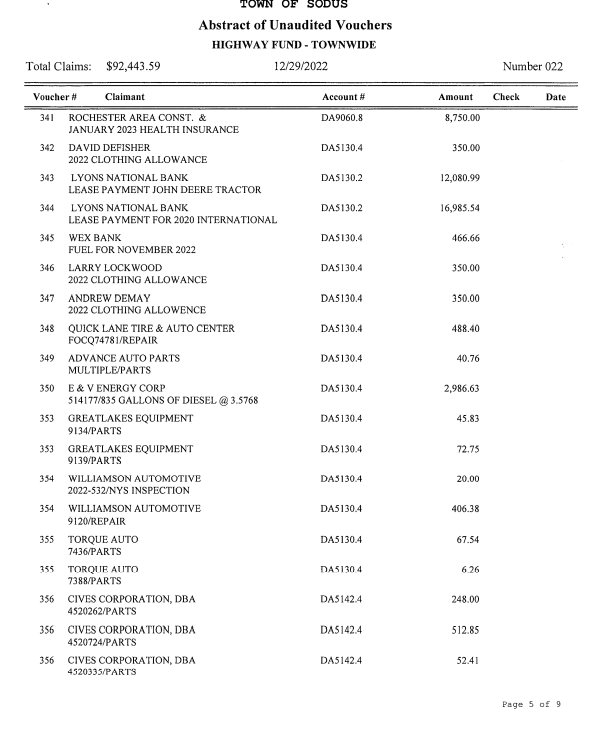 TOWN OF SODUS
Abstract of Unaudited Vouchers
HIGHWAY FUND - TOWNWIDE
Total Claims: $92,443.59 12/29/2022 Number 022
Voucher # Claimant Account # Amount Check Date
341 ROCHESTER AREA CONST. & DA9060.8 8,750.00
JANUARY 2023 HEALTH INSURANCE
342 DAVID DEFISHER DA5130.4 350.00
2022 CLOTHING ALLOWANCE
343 LYONS NATIONAL BANK DA5130.2 12,080.99
LEASE PAYMENT JOHN DEERE TRACTOR
344 LYONS NATIONAL BANK DA5130.2 16,985.54
LEASE PAYMENT FOR 2020 INTERNATIONAL
345 WEX BANK DA5130.4 466.66
FUEL FOR NOVEMBER 2022
346 LARRY LOCKWOOD DA5130.4 350.00
2022 CLOTHING ALLOWANCE
347 ANDREW DEMAY DA5130.4 350.00
2022 CLOTHING ALLOWENCE
348 QUICK LANE TIRE & AUTO CENTER DA5130.4 488.40
FOCQ74781/REPAIR
349 ADVANCE AUTO PARTS DA5130.4 40.76
MULTIPLE/PARTS
350 E & V ENERGY CORP DA5130.4 2,986.63
514177/835 GALLONS OF DIESEL @ 3.5768
353 GREATLAKES EQUIPMENT DA5130.4 45.83
9134/PARTS
353 GREATLAKES EQUIPMENT DA5130.4 72.75
9139/PARTS
354 WILLIAMSON AUTOMOTIVE DA5130.4 20.00
2022-532/NYS INSPECTION
354 WILLIAMSON AUTOMOTIVE DA5130.4 406.38
9120/REPAIR
355 TORQUE AUTO DA5130.4 67.54
7436/PARTS
355 TORQUE AUTO DA5130.4 6.26
7388/PARTS
356 CIVES CORPORATION, DBA DA5142.4 248.00
4520262/PARTS
356 CIVES CORPORATION, DBA DA5142.4 512.85
4520724/PARTS
356 CIVES CORPORATION, DBA DA5142.4 52.41
4520335/PARTS
Page 5 of 9